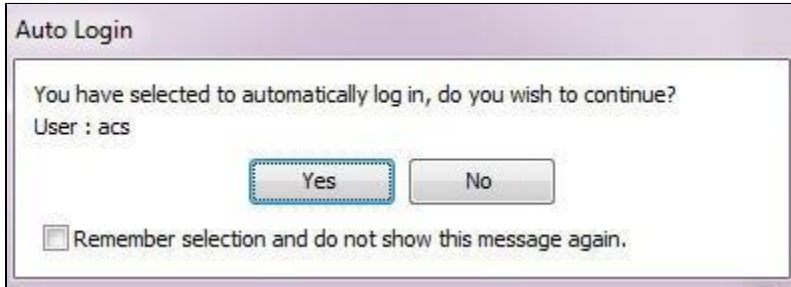 Auto Login
You have selected to automatically log in, do you wish to continue?
User : acs
Yes No
Remember selection and do not show this message again.